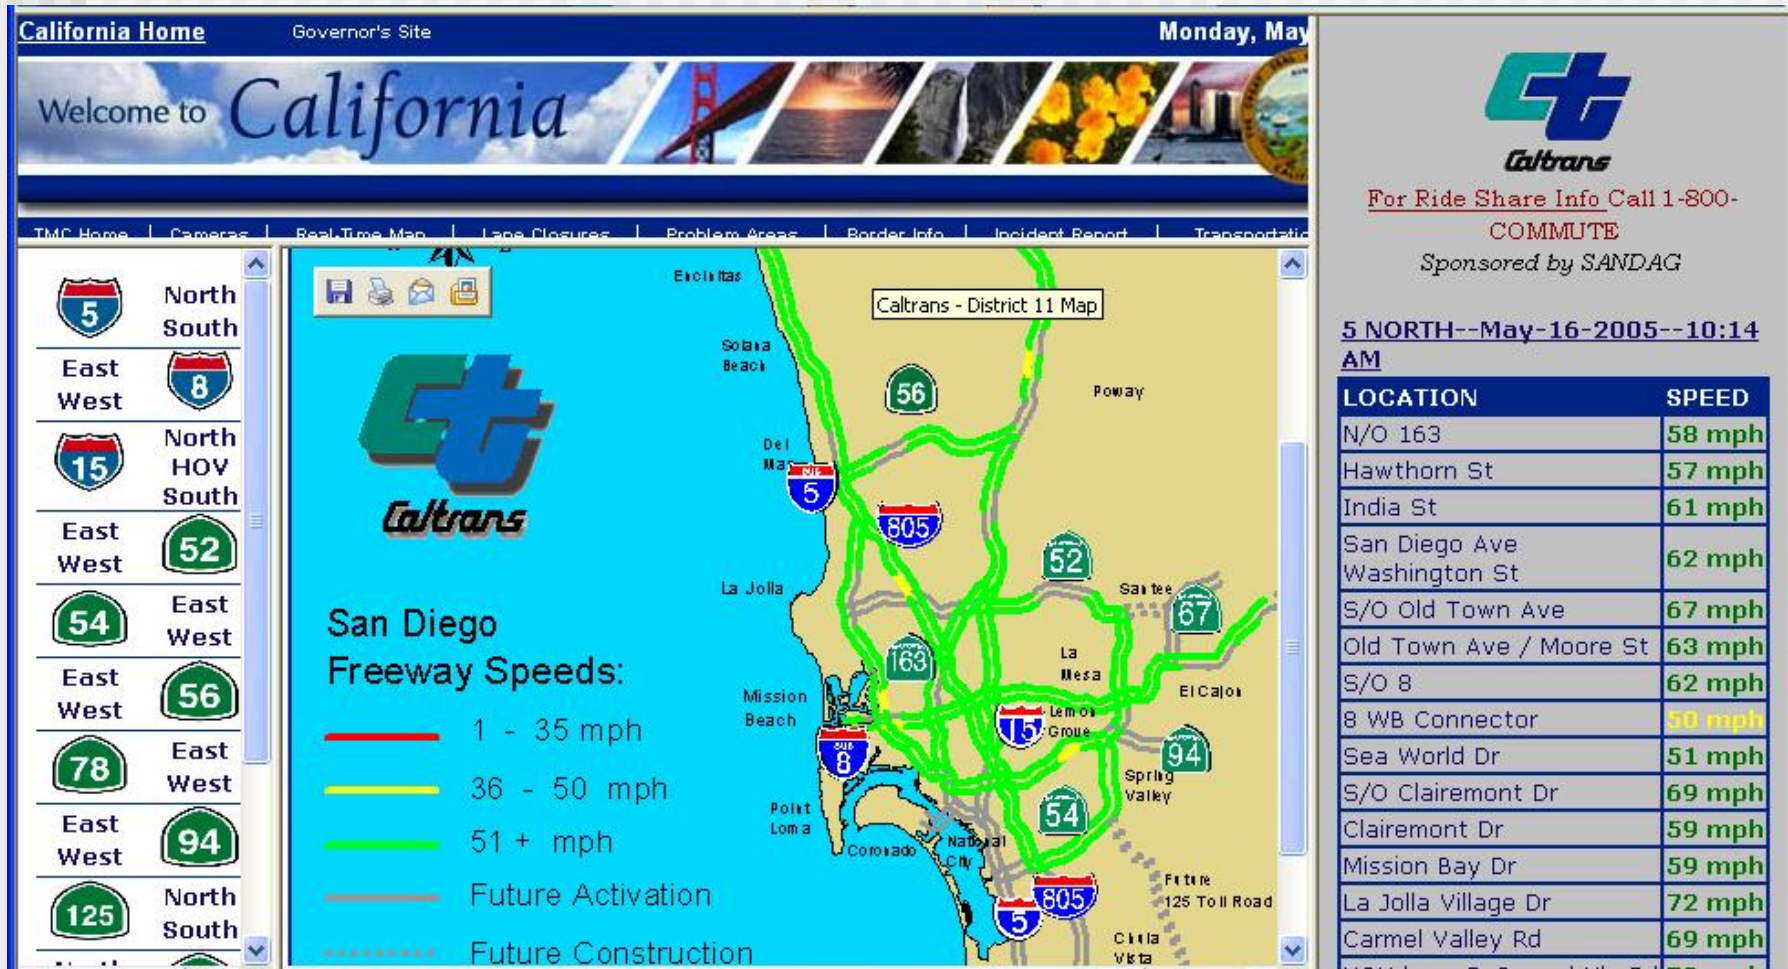 California Home
Governor's Site
Monday, May
Welcome to California
TMC Home | Cameras | Real-Time Map | Lane Closures | Problem Areas | Border Info | Incident Report | Transportatio
5
North
South
East
West
8
15
North
HOV
South
East
West
52
54
East
West
East
West
56
78
East
West
East
West
94
125
North
South
Caltrans
San Diego
Freeway Speeds:
1 - 35 mph
36 - 50 mph
51 + mph
Future Activation
Future Construction
Encinitas
Caltrans - District 11 Map
Solana
Beach
56
Poway
Del
Mar
5
805
52
La Jolla
Santee
67
163
La
Mesa
El Cajon
Mission
Beach
15
Lemon
Grove
8
94
Spring
Valley
54
Point
Loma
Coronado
National
City
805
5
Future
125 Toll Road
Chula
Vista
Caltrans
For Ride Share Info Call 1-800-
COMMUTE
Sponsored by SANDAG
5 NORTH--May-16-2005--10:14
AM
LOCATION SPEED
N/O 163 58 mph
Hawthorn St 57 mph
India St 61 mph
San Diego Ave
Washington St 62 mph
S/O Old Town Ave 67 mph
Old Town Ave / Moore St 63 mph
S/O 8 62 mph
8 WB Connector 50 mph
Sea World Dr 51 mph
S/O Clairemont Dr 69 mph
Clairemont Dr 59 mph
Mission Bay Dr 59 mph
La Jolla Village Dr 72 mph
Carmel Valley Rd 69 mph